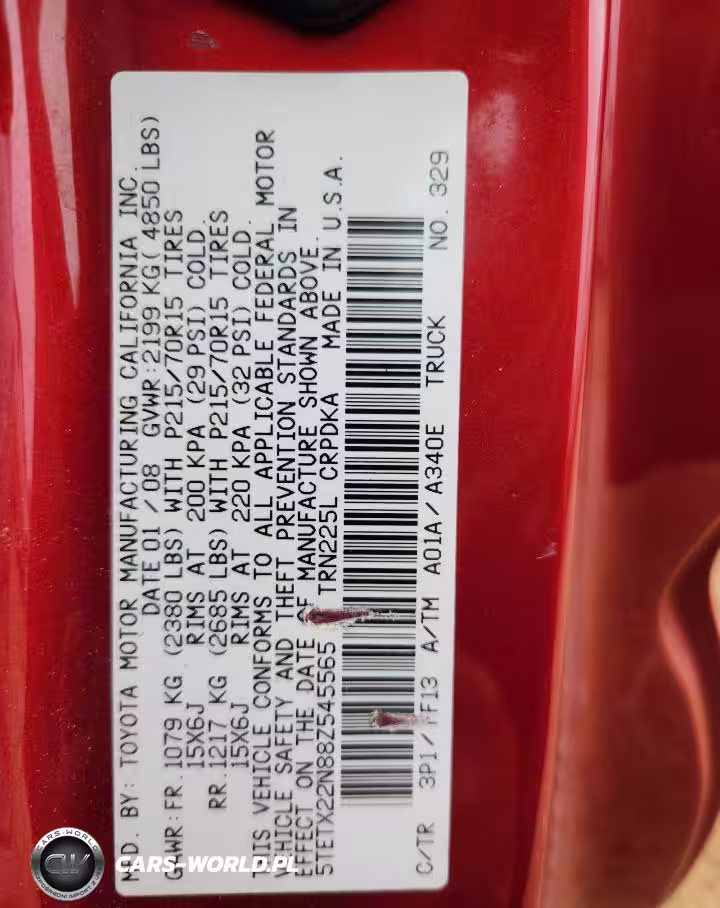 MFD. BY: TOYOTA MOTOR MANUFACTURING CALIFORNIA INC.
DATE 01 / 08 GVWR: 2199 KG( 4850 LBS)
GAWR: FR. 1079 KG (2380 LBS) WITH P215/70R15 TIRES
15X6J RIMS AT 200 KPA (29 PSI) COLD.
RR. 1217 KG (2685 LBS) WITH P215/70R15 TIRES
15X6J RIMS AT 220 KPA (32 PSI) COLD.
THIS VEHICLE CONFORMS TO ALL APPLICABLE FEDERAL MOTOR
VEHICLE SAFETY AND THEFT PREVENTION STANDARDS IN
EFFECT ON THE DATE OF MANUFACTURE SHOWN ABOVE.
5TETX22N88Z545565 TRN225L CRPDKA MADE IN U.S.A.
C/TR 3P1/FF13 A/TM A01A/A340E TRUCK NO. 329
CARS-WORLD
CW
CARS-WORLD.PL